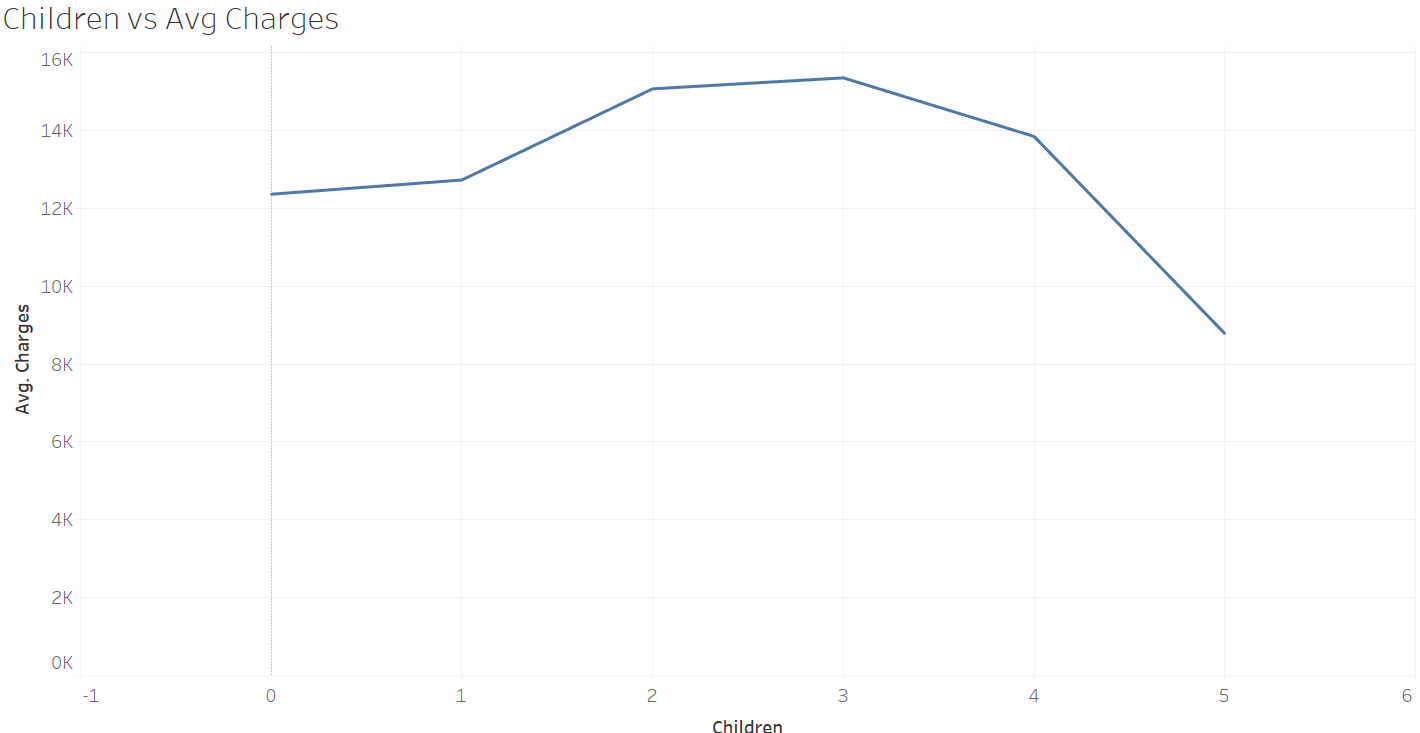 Children vs Avg Charges
16K
14K
12K
10K
8K
6K
4K
2K
0K
Avg. Charges
-1 0 1 2 3 4 5 6
Children